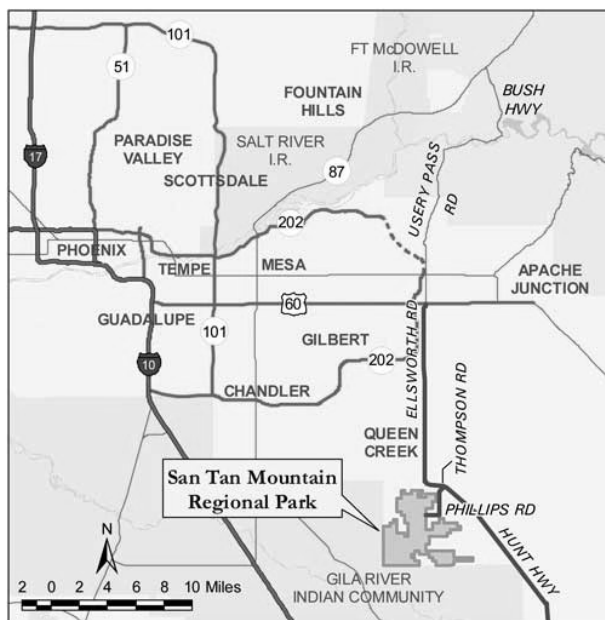 101
51
FT McDOWELL
I.R.
FOUNTAIN
HILLS
BUSH
HWY
PARADISE
VALLEY
SALT RIVER
I.R.
17
87
SCOTTSDALE
USERY PASS
RD
202
PHOENIX
TEMPE
MESA
APACHE
JUNCTION
60
GUADALUPE
101
GILBERT
ELLSWORTH RD
10
202
CHANDLER
THOMPSON RD
QUEEN
CREEK
San Tan Mountain
Regional Park
PHILLIPS RD
HUNT HWY
N
GILA RIVER
INDIAN COMMUNITY
2 0 2 4 6 8 10 Miles